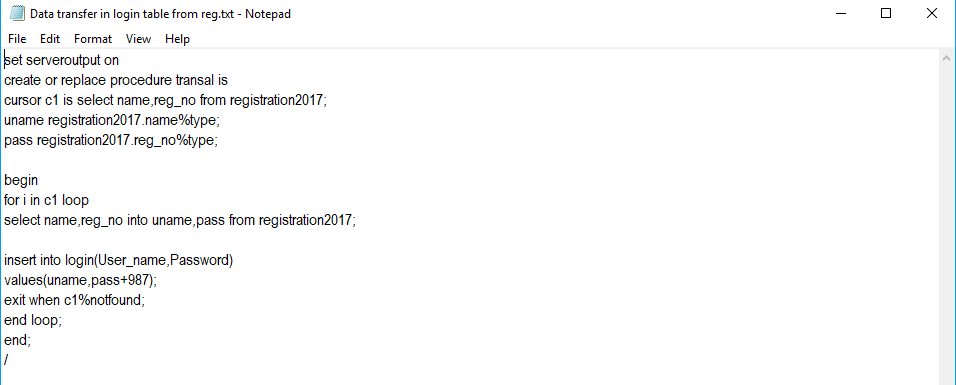 Data transfer in login table from reg.txt - Notepad
File Edit Format View Help
set serveroutput on
create or replace procedure transal is
cursor c1 is select name,reg_no from registration2017;
uname registration2017.name%type;
pass registration2017.reg_no%type;
begin
for i in c1 loop
select name,reg_no into uname,pass from registration2017;
insert into login(User_name,Password)
values(uname,pass+987);
exit when c1%notfound;
end loop;
end;
/